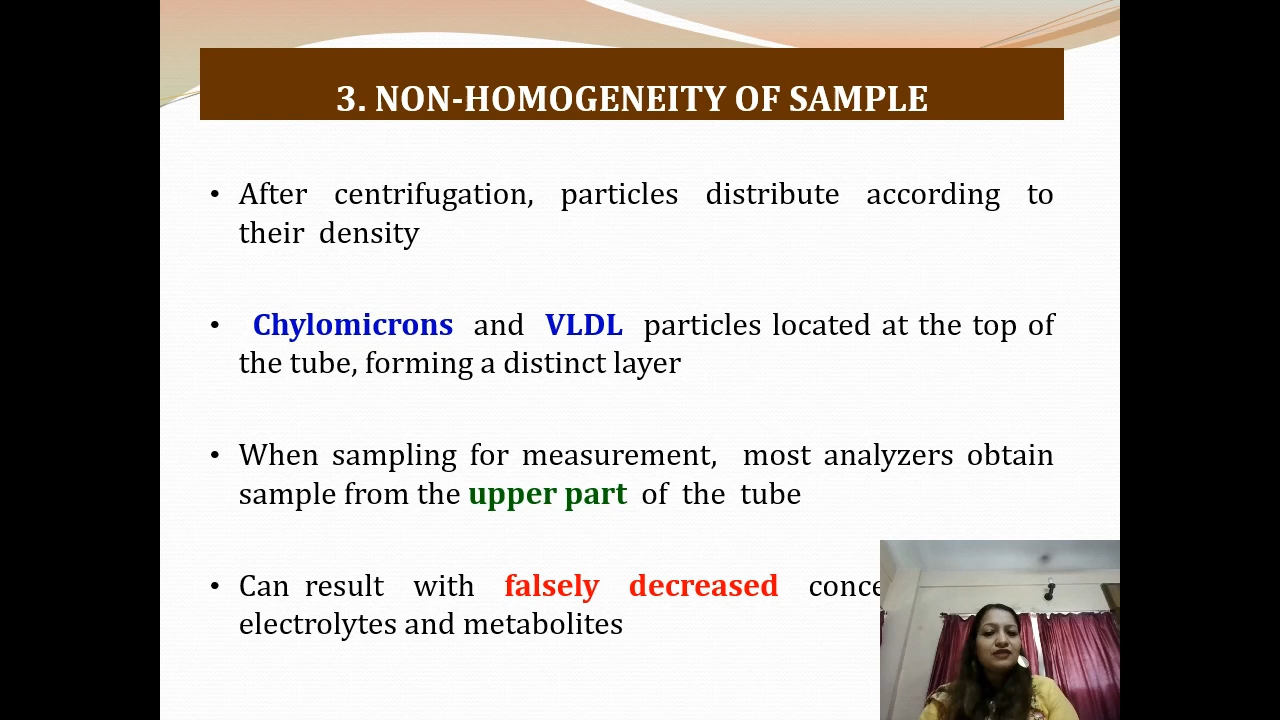 3. NON-HOMOGENEITY OF SAMPLE
• After centrifugation, particles distribute according to
their density
• Chylomicrons and VLDL particles located at the top of
the tube, forming a distinct layer
• When sampling for measurement, most analyzers obtain
sample from the upper part of the tube
• Can result with falsely decreased
electrolytes and metabolites